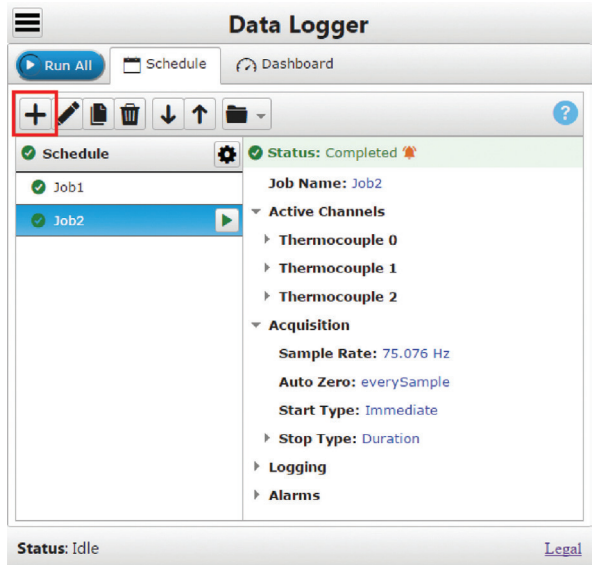 Data Logger
Run All
Schedule
Dashboard
?
Schedule
Job1
Job2
Status: Completed
Job Name: Job2
Active Channels
Thermocouple 0
Thermocouple 1
Thermocouple 2
Acquisition
Sample Rate: 75.076 Hz
Auto Zero: everySample
Start Type: Immediate
Stop Type: Duration
Logging
Alarms
Status: Idle
Legal